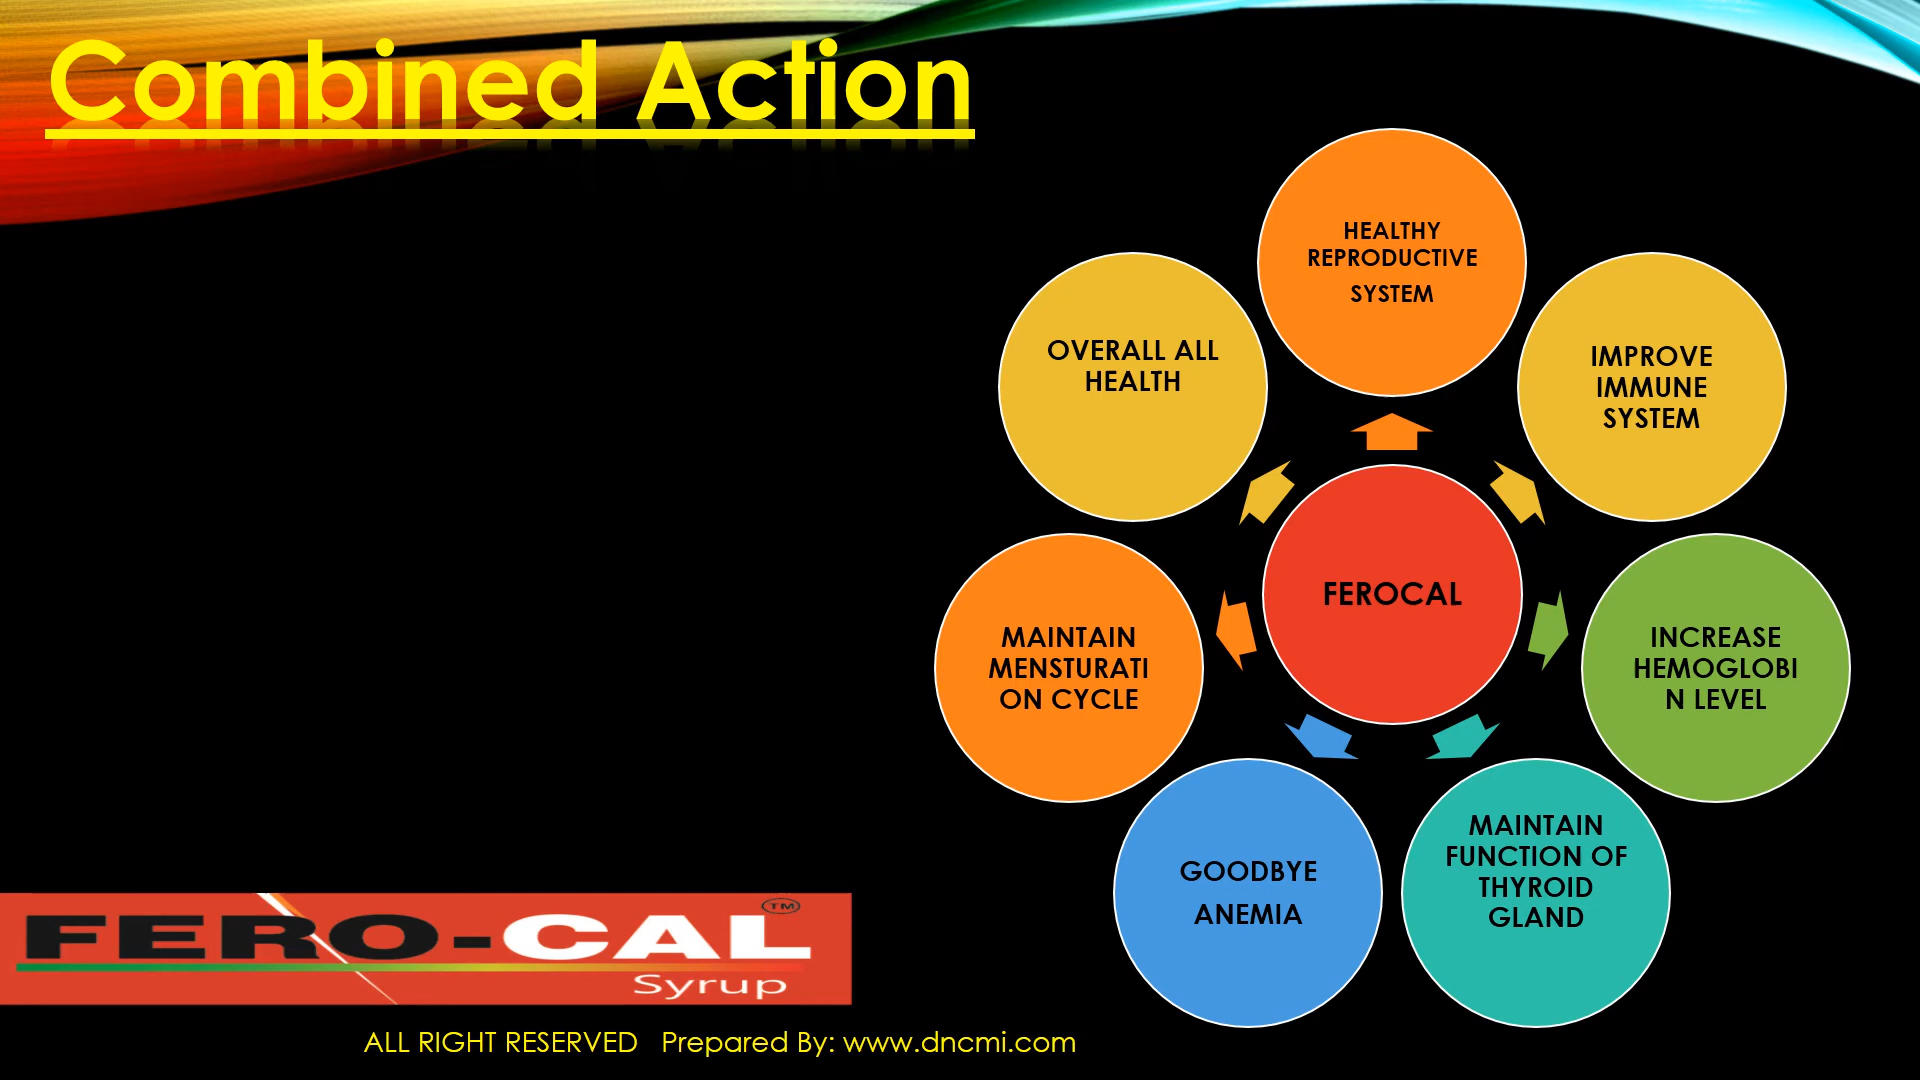 Combined Action
HEALTHY
REPRODUCTIVE
SYSTEM
IMPROVE
IMMUNE
SYSTEM
INCREASE
HEMOGLOBI
N LEVEL
MAINTAIN
FUNCTION OF
THYROID
GLAND
GOODBYE
ANEMIA
MAINTAIN
MENSTURATI
ON CYCLE
OVERALL ALL
HEALTH
FEROCAL
FERO-CAL TM
Syrup
ALL RIGHT RESERVED Prepared By: www.dncmi.com